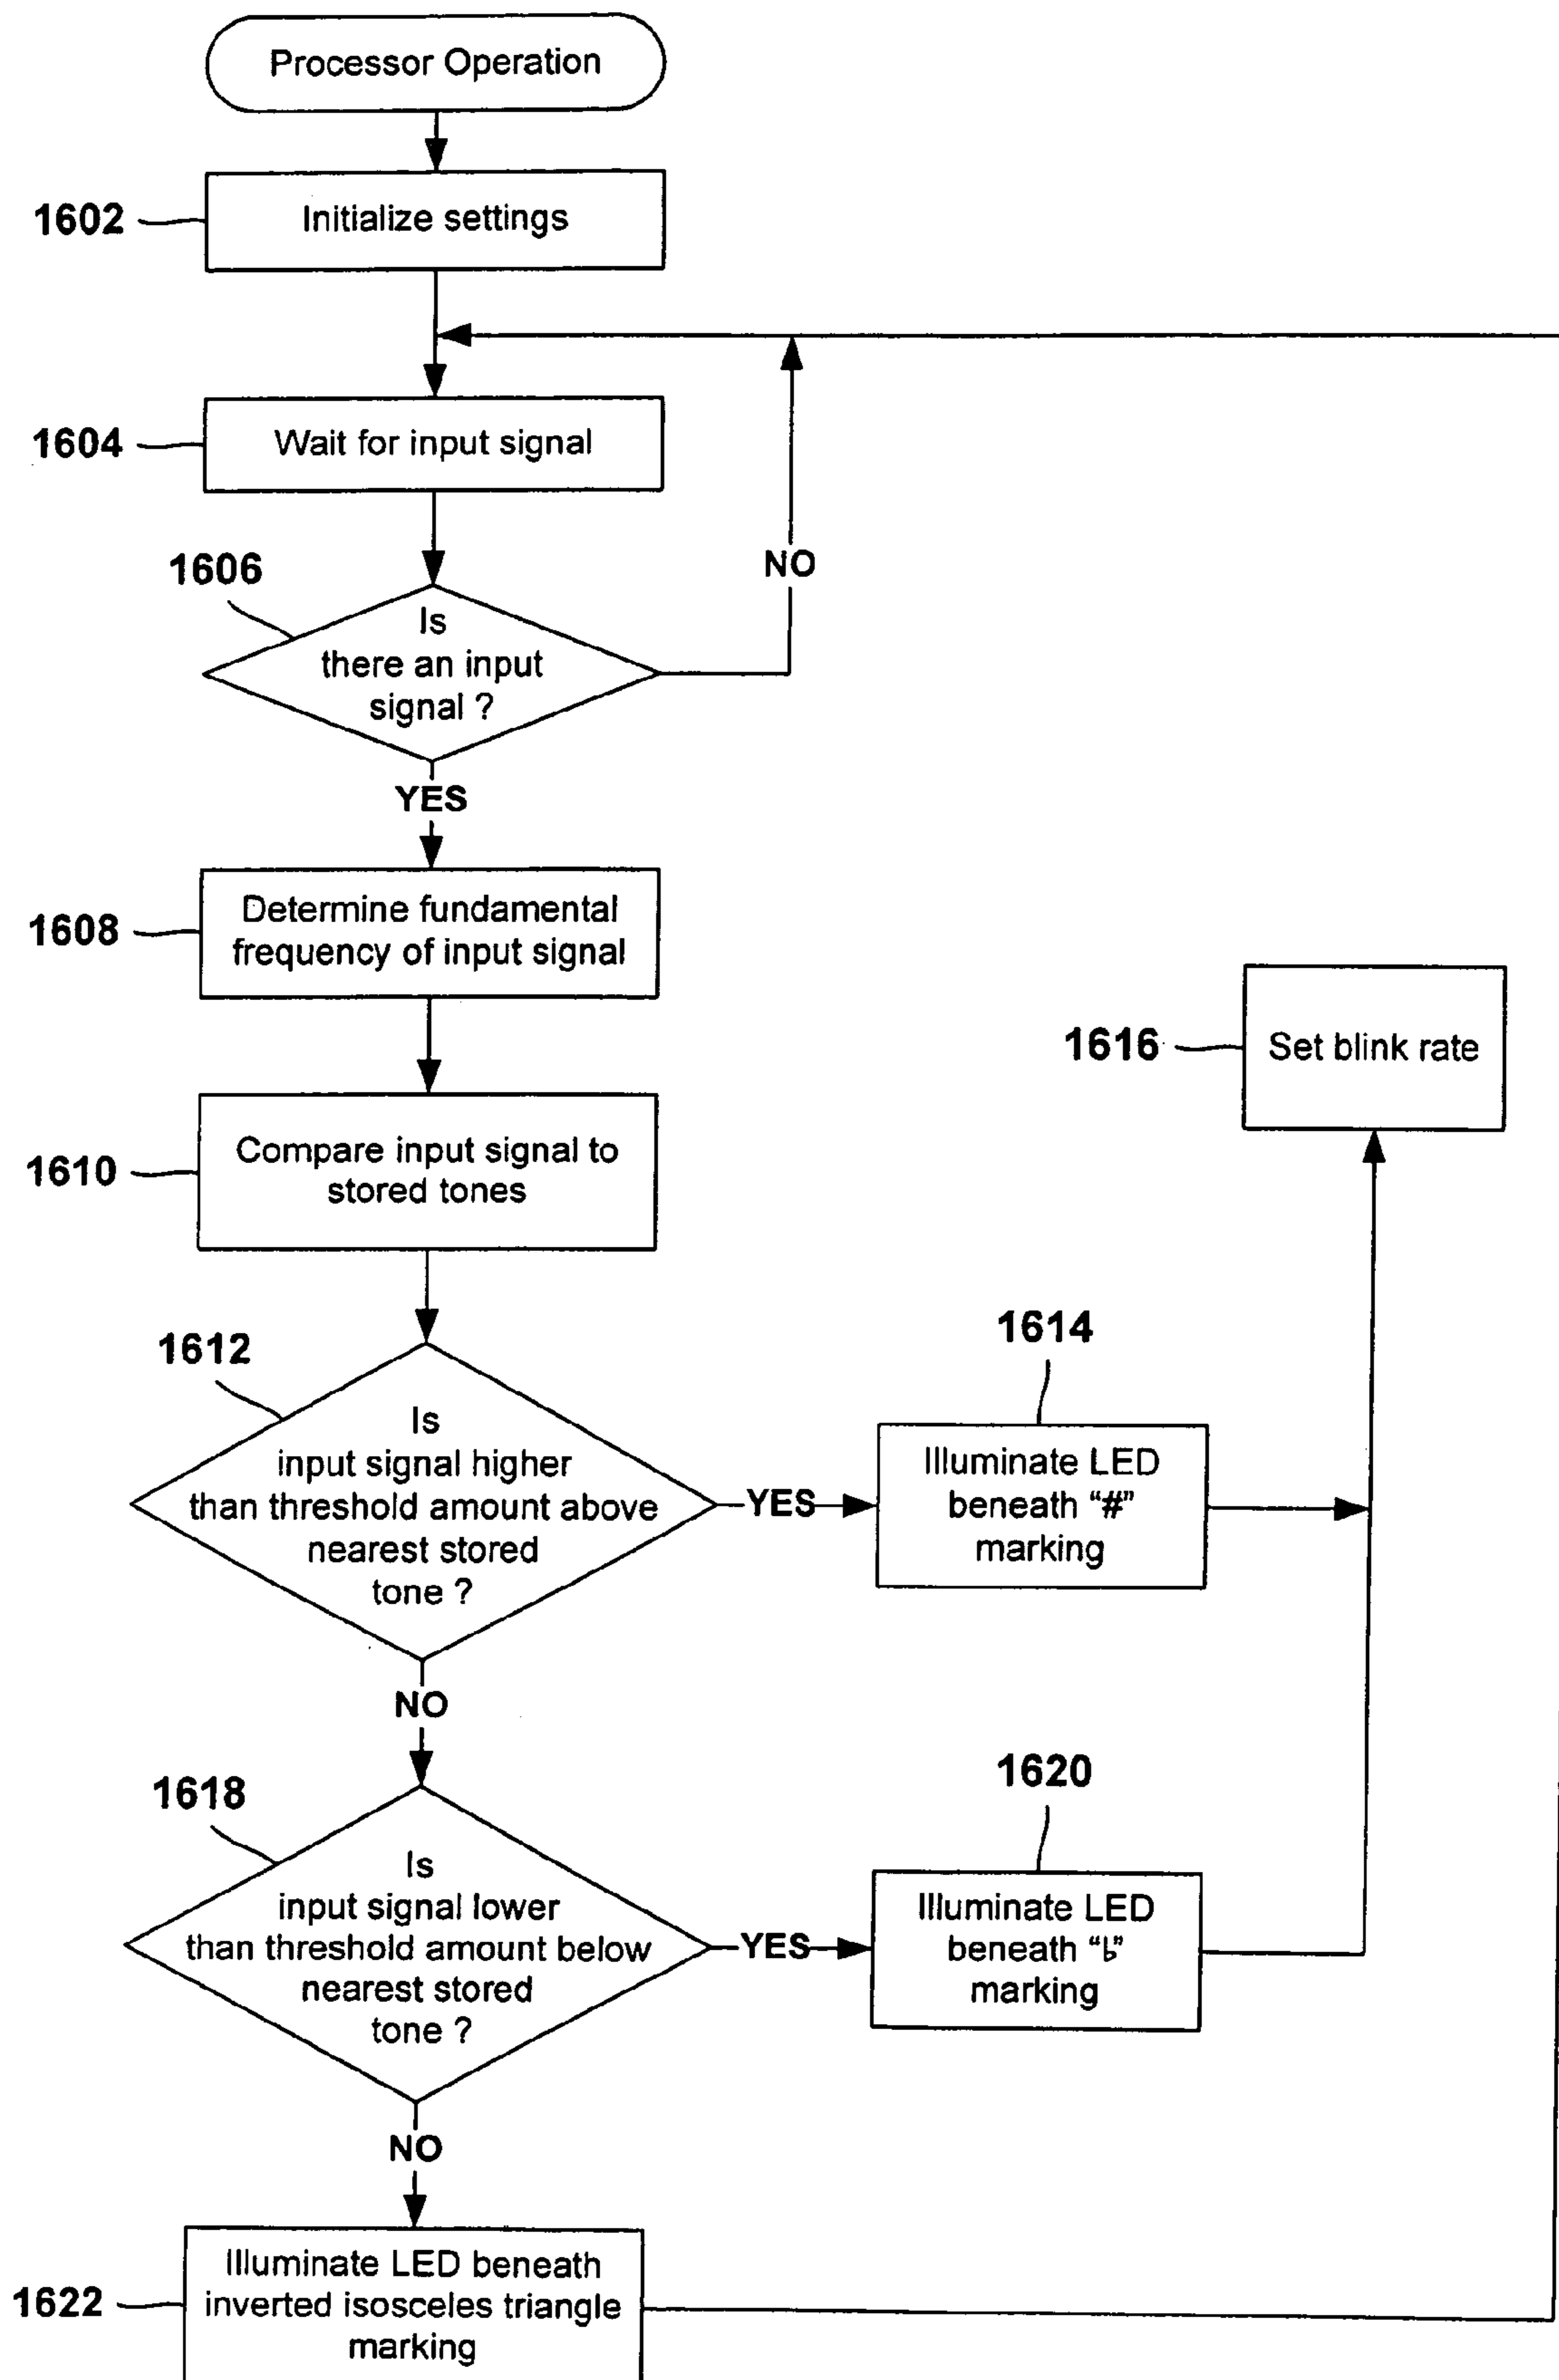 Processor Operation
1602
Initialize settings
1604
Wait for input signal
1606
NO
Is
there an input
signal ?
YES
1608
Determine fundamental
frequency of input signal
1616
Set blink rate
1610
Compare input signal to
stored tones
1612
Is
input signal higher
than threshold amount above
nearest stored
tone ?
YES
1614
Illuminate LED
beneath “#”
marking
NO
1618
Is
input signal lower
than threshold amount below
nearest stored
tone ?
YES
1620
Illuminate LED
beneath “♭”
marking
NO
1622
Illuminate LED beneath
inverted isosceles triangle
marking